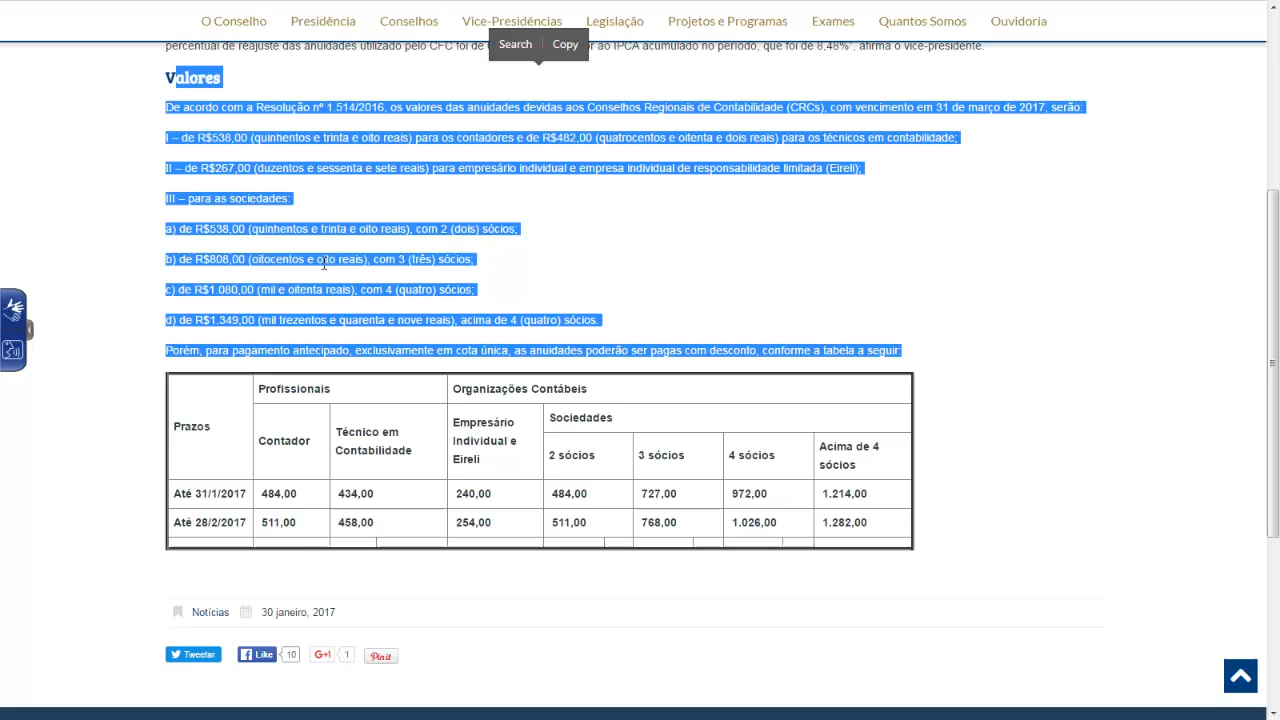 O Conselho Presidência Conselhos Vice-Presidências Legislação Projetos e Programas Exames Quantos Somos Ouvidoria
Search Copy
percentual de reajuste das anuidades utilizado pelo CFC foi de ao IPCA acumulado no período, que foi de 8,48%", afirma o vice-presidente.
Valores
De acordo com a Resolução nº 1.514/2016, os valores das anuidades devidas aos Conselhos Regionais de Contabilidade (CRCs), com vencimento em 31 de março de 2017, serão:
I – de R$538,00 (quinhentos e trinta e oito reais) para os contadores e de R$482,00 (quatrocentos e oitenta e dois reais) para os técnicos em contabilidade;
II – de R$267,00 (duzentos e sessenta e sete reais) para empresário individual e empresa individual de responsabilidade limitada (Eireli);
III – para as sociedades:
a) de R$538,00 (quinhentos e trinta e oito reais), com 2 (dois) sócios;
b) de R$808,00 (oitocentos e oito reais), com 3 (três) sócios;
c) de R$1.080,00 (mil e oitenta reais), com 4 (quatro) sócios;
d) de R$1.349,00 (mil trezentos e quarenta e nove reais), acima de 4 (quatro) sócios.
Porém, para pagamento antecipado, exclusivamente em cota única, as anuidades poderão ser pagas com desconto, conforme a tabela a seguir:
Prazos
Profissionais
Organizações Contábeis
Contador
Técnico em
Contabilidade
Empresário
Individual e
Eireli
Sociedades
2 sócios 3 sócios 4 sócios
Acima de 4
sócios
Até 31/1/2017 484,00 434,00 240,00 484,00 727,00 972,00 1.214,00
Até 28/2/2017 511,00 458,00 254,00 511,00 768,00 1.026,00 1.282,00
Notícias 30 janeiro, 2017
Tweetar Like 10 G+1 1 Pin it